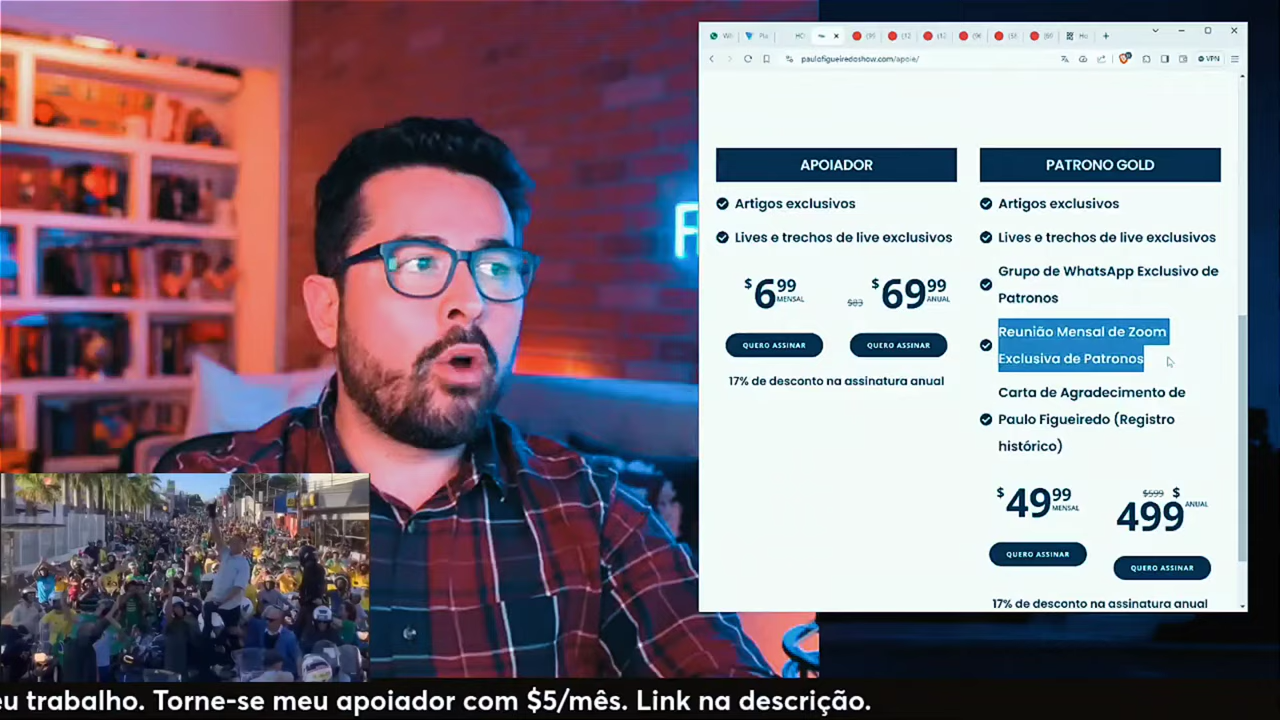 paulofigueiredoshow.com/apoie/
VPN
APOIADOR
Artigos exclusivos
Lives e trechos de live exclusivos
$6 99
MENSAL
$83
$69 99
ANUAL
QUERO ASSINAR
QUERO ASSINAR
17% de desconto na assinatura anual
PATRONO GOLD
Artigos exclusivos
Lives e trechos de live exclusivos
Grupo de WhatsApp Exclusivo de
Patronos
Reunião Mensal de Zoom
Exclusiva de Patronos
Carta de Agradecimento de
Paulo Figueiredo (Registro
histórico)
$49 99
MENSAL
$599
$499
ANUAL
QUERO ASSINAR
QUERO ASSINAR
17% de desconto na assinatura anual
eu trabalho. Torne-se meu apoiador com $5/mês. Link na descrição.